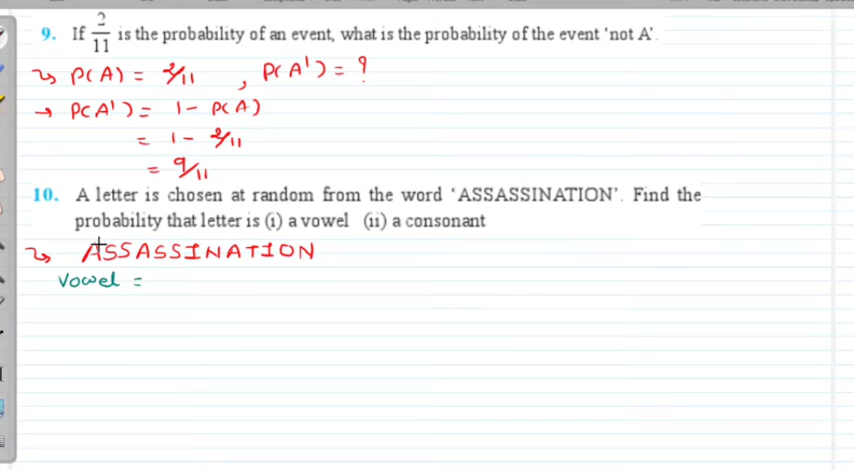 9. If 2/11 is the probability of an event, what is the probability of the event 'not A'.
→ P(A) = 2/11 , P(A') = ?
→ P(A') = 1 - P(A)
= 1 - 2/11
= 9/11
10. A letter is chosen at random from the word 'ASSASSINATION'. Find the
probability that letter is (i) a vowel (ii) a consonant
→ ASSASSINATION
Vowel =